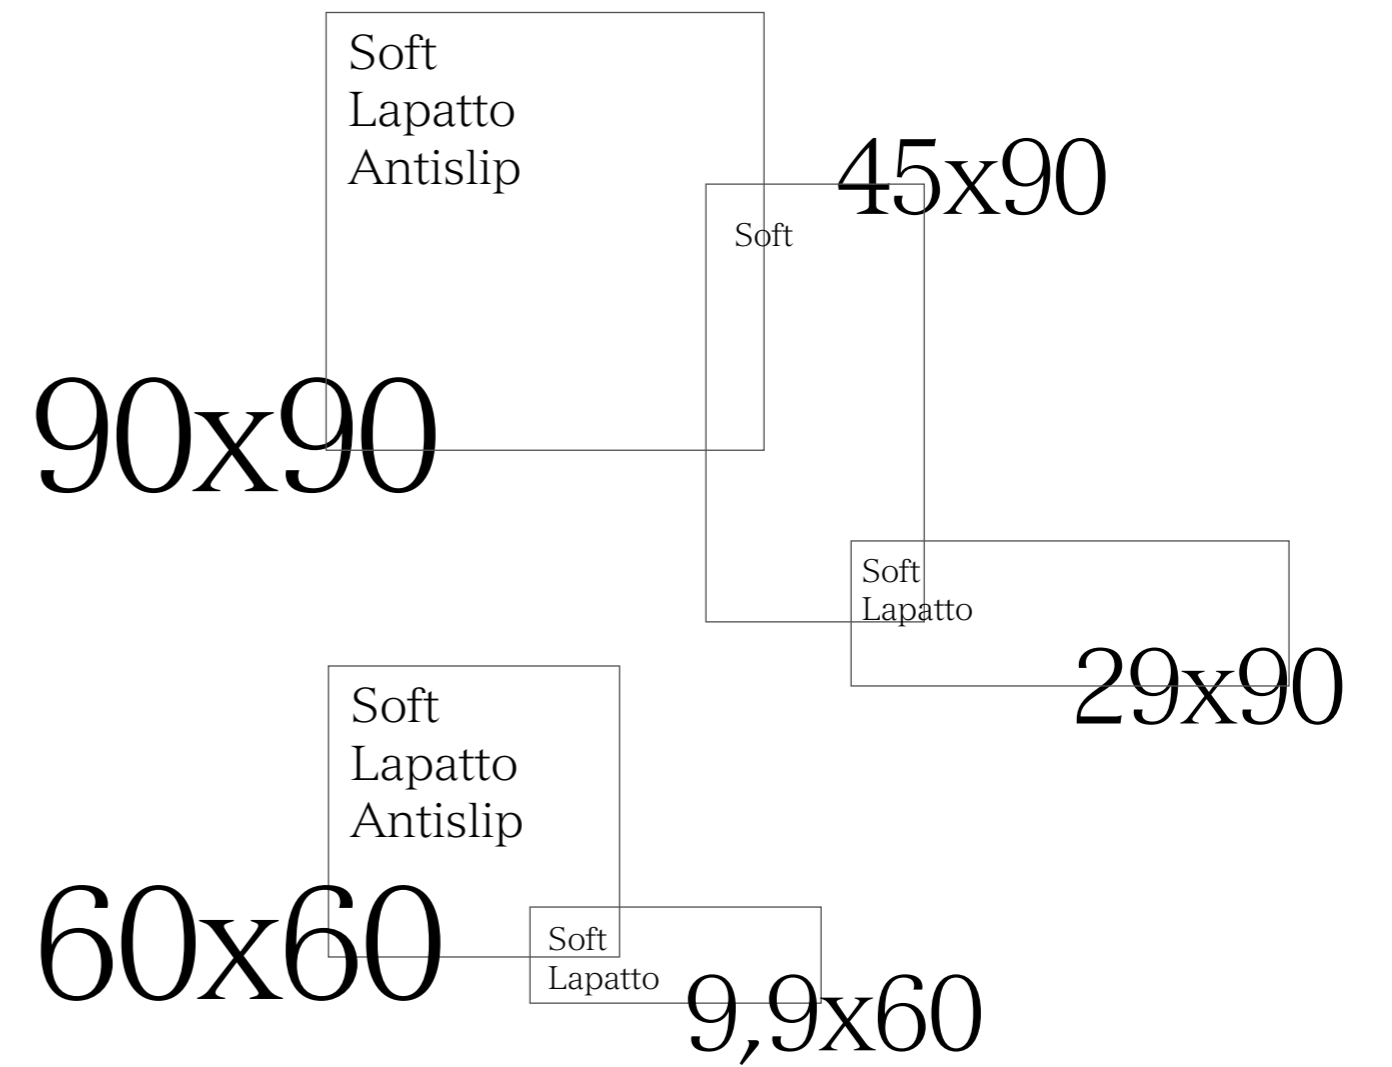 Soft
Lapatto
Antislip
90x90
45x90
Soft
Soft
Lapatto
29x90
Soft
Lapatto
Antislip
60x60
Soft
Lapatto
9,9x60